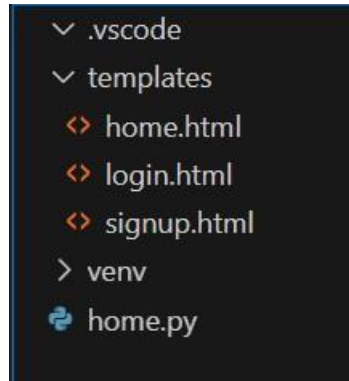 .vscode
templates
home.html
login.html
signup.html
venv
home.py